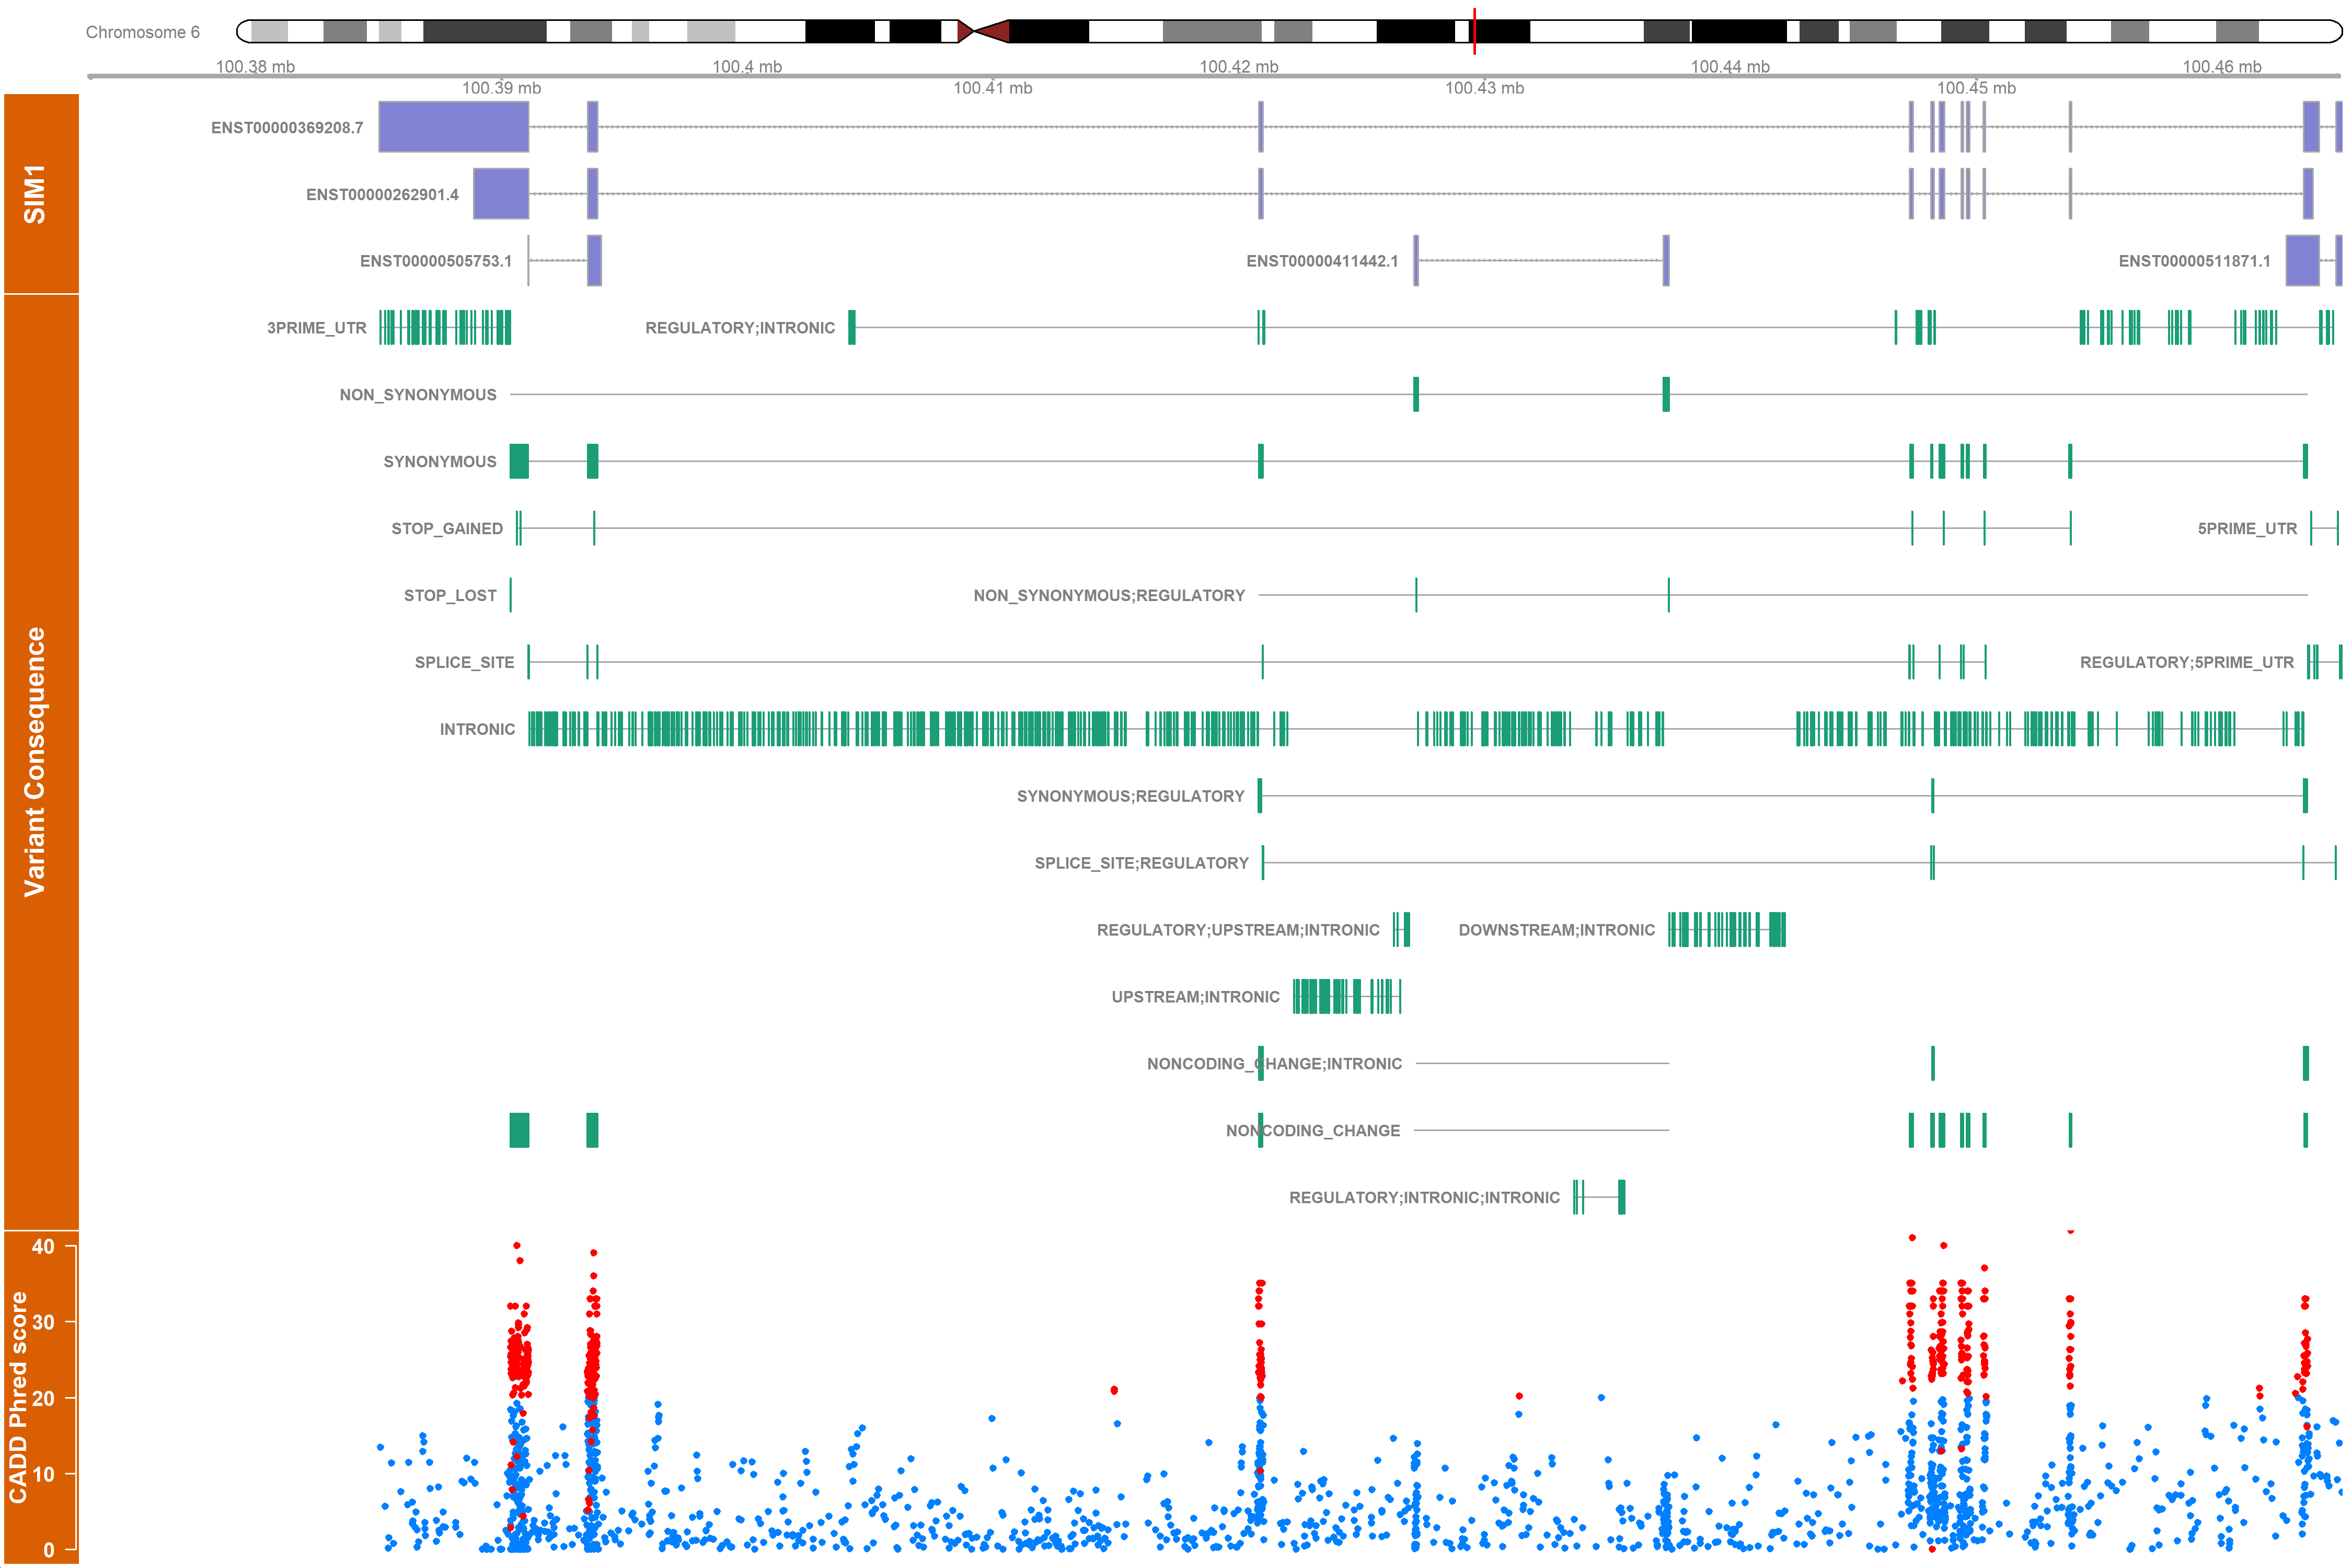 Chromosome 6
100.38 mb 100.4 mb 100.42 mb 100.44 mb 100.46 mb
100.39 mb 100.41 mb 100.43 mb 100.45 mb
SIM1
ENST00000369208.7
ENST00000262901.4
ENST00000505753.1 ENST00000411442.1 ENST00000511871.1
Variant Consequence
3PRIME_UTR REGULATORY;INTRONIC
NON_SYNONYMOUS
SYNONYMOUS
STOP_GAINED 5PRIME_UTR
STOP_LOST NON_SYNONYMOUS;REGULATORY
SPLICE_SITE REGULATORY;5PRIME_UTR
INTRONIC
SYNONYMOUS;REGULATORY
SPLICE_SITE;REGULATORY
REGULATORY;UPSTREAM;INTRONIC DOWNSTREAM;INTRONIC
UPSTREAM;INTRONIC
NONCODING_CHANGE;INTRONIC
NONCODING_CHANGE
REGULATORY;INTRONIC;INTRONIC
CADD Phred score
40
30
20
10
0